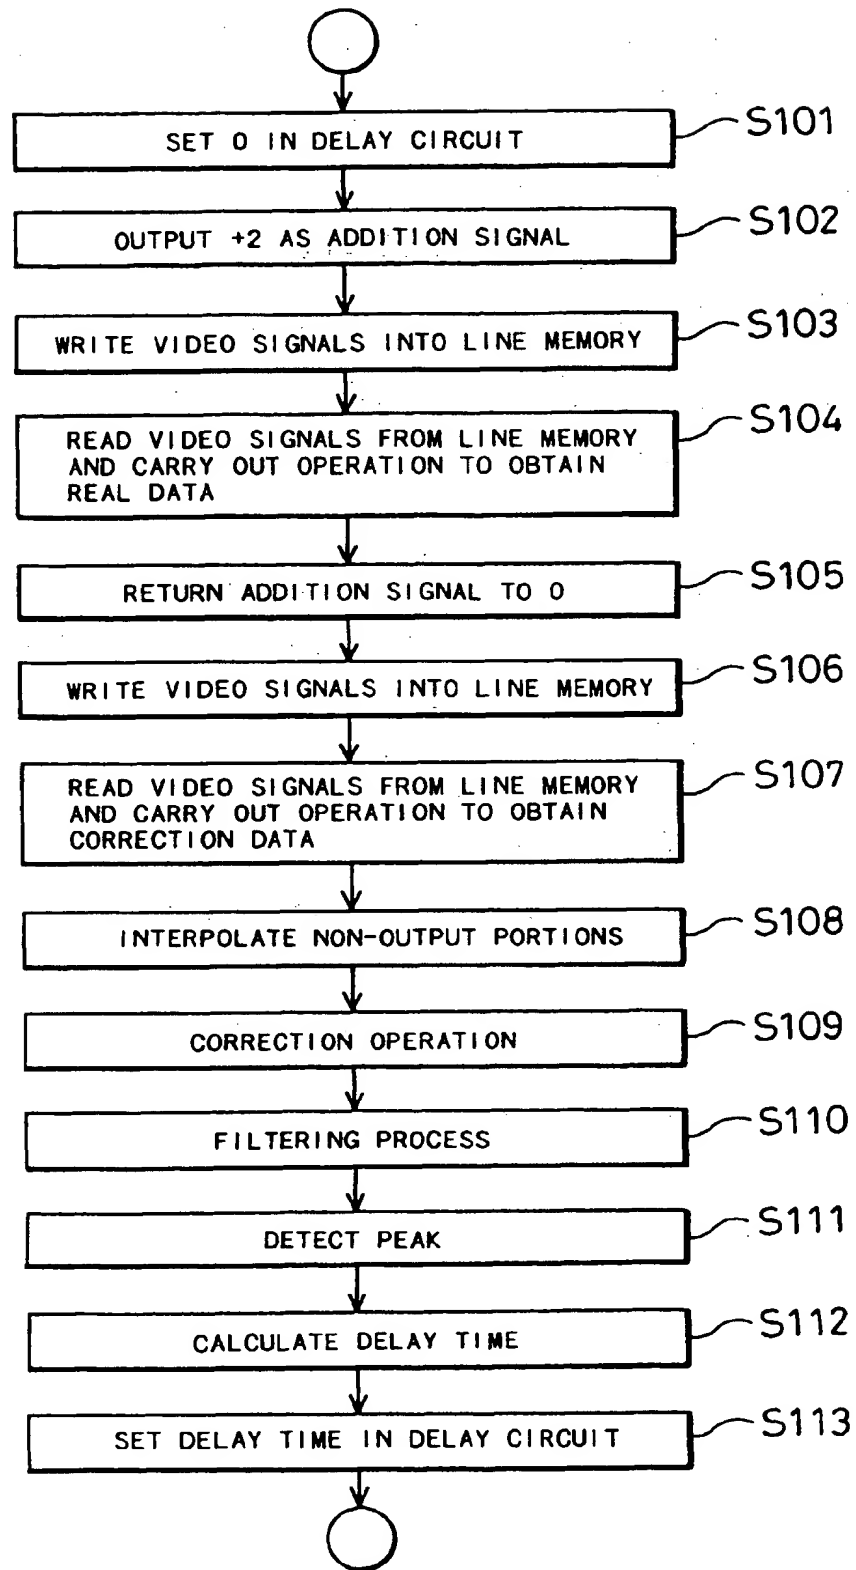 SET 0 IN DELAY CIRCUIT
S101
OUTPUT +2 AS ADDITION SIGNAL
S102
WRITE VIDEO SIGNALS INTO LINE MEMORY
S103
READ VIDEO SIGNALS FROM LINE MEMORY
AND CARRY OUT OPERATION TO OBTAIN
REAL DATA
S104
RETURN ADDITION SIGNAL TO 0
S105
WRITE VIDEO SIGNALS INTO LINE MEMORY
S106
READ VIDEO SIGNALS FROM LINE MEMORY
AND CARRY OUT OPERATION TO OBTAIN
CORRECTION DATA
S107
INTERPOLATE NON-OUTPUT PORTIONS
S108
CORRECTION OPERATION
S109
FILTERING PROCESS
S110
DETECT PEAK
S111
CALCULATE DELAY TIME
S112
SET DELAY TIME IN DELAY CIRCUIT
S113